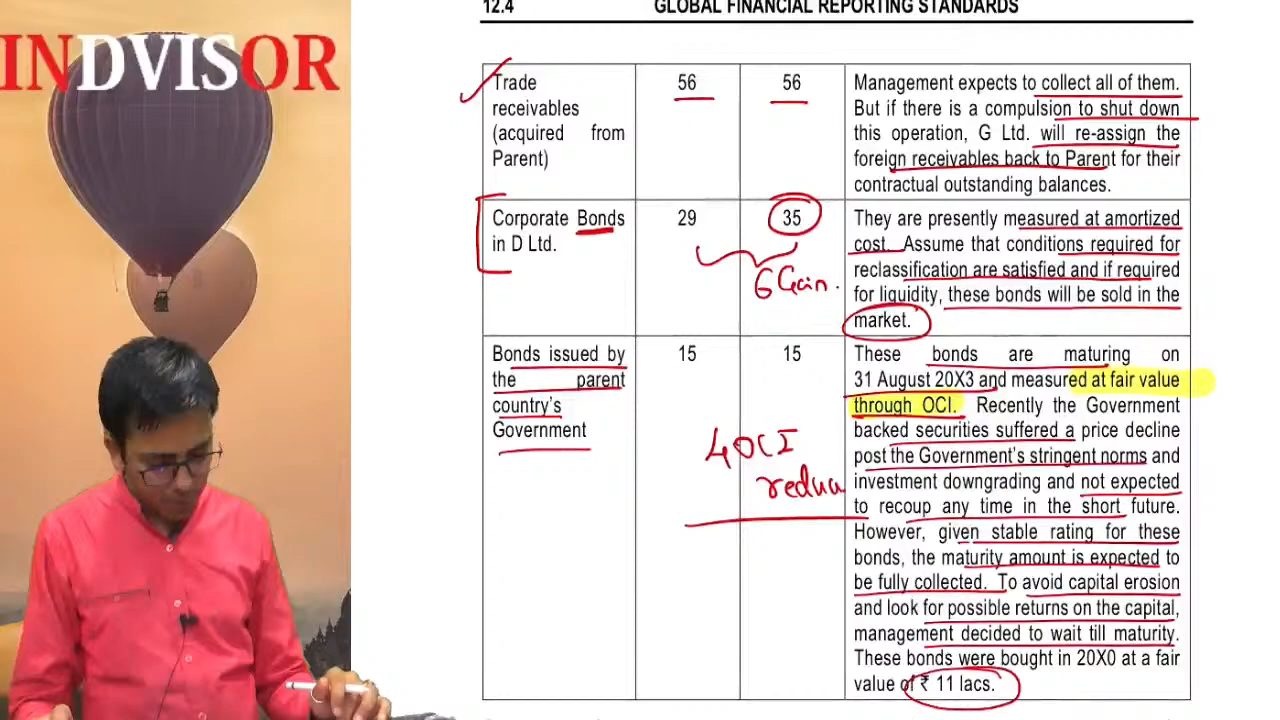 12.4 GLOBAL FINANCIAL REPORTING STANDARDS
INDVISOR
Trade receivables (acquired from Parent)
56
56
Management expects to collect all of them.
But if there is a compulsion to shut down
this operation, G Ltd. will re-assign the
foreign receivables back to Parent for their
contractual outstanding balances.
Corporate Bonds
in D Ltd.
29
35
6 Gain.
They are presently measured at amortized
cost. Assume that conditions required for
reclassification are satisfied and if required
for liquidity, these bonds will be sold in the
market.
Bonds issued by
the parent
country's
Government
15
15
4 OCI
These bonds are maturing on
31 August 20X3 and measured at fair value
through OCI. Recently the Government
backed securities suffered a price decline
post the Government's stringent norms and
investment downgrading and not expected
to recoup any time in the short future.
However, given stable rating for these
bonds, the maturity amount is expected to
be fully collected. To avoid capital erosion
and look for possible returns on the capital,
management decided to wait till maturity.
These bonds were bought in 20X0 at a fair
value of ₹ 11 lacs.